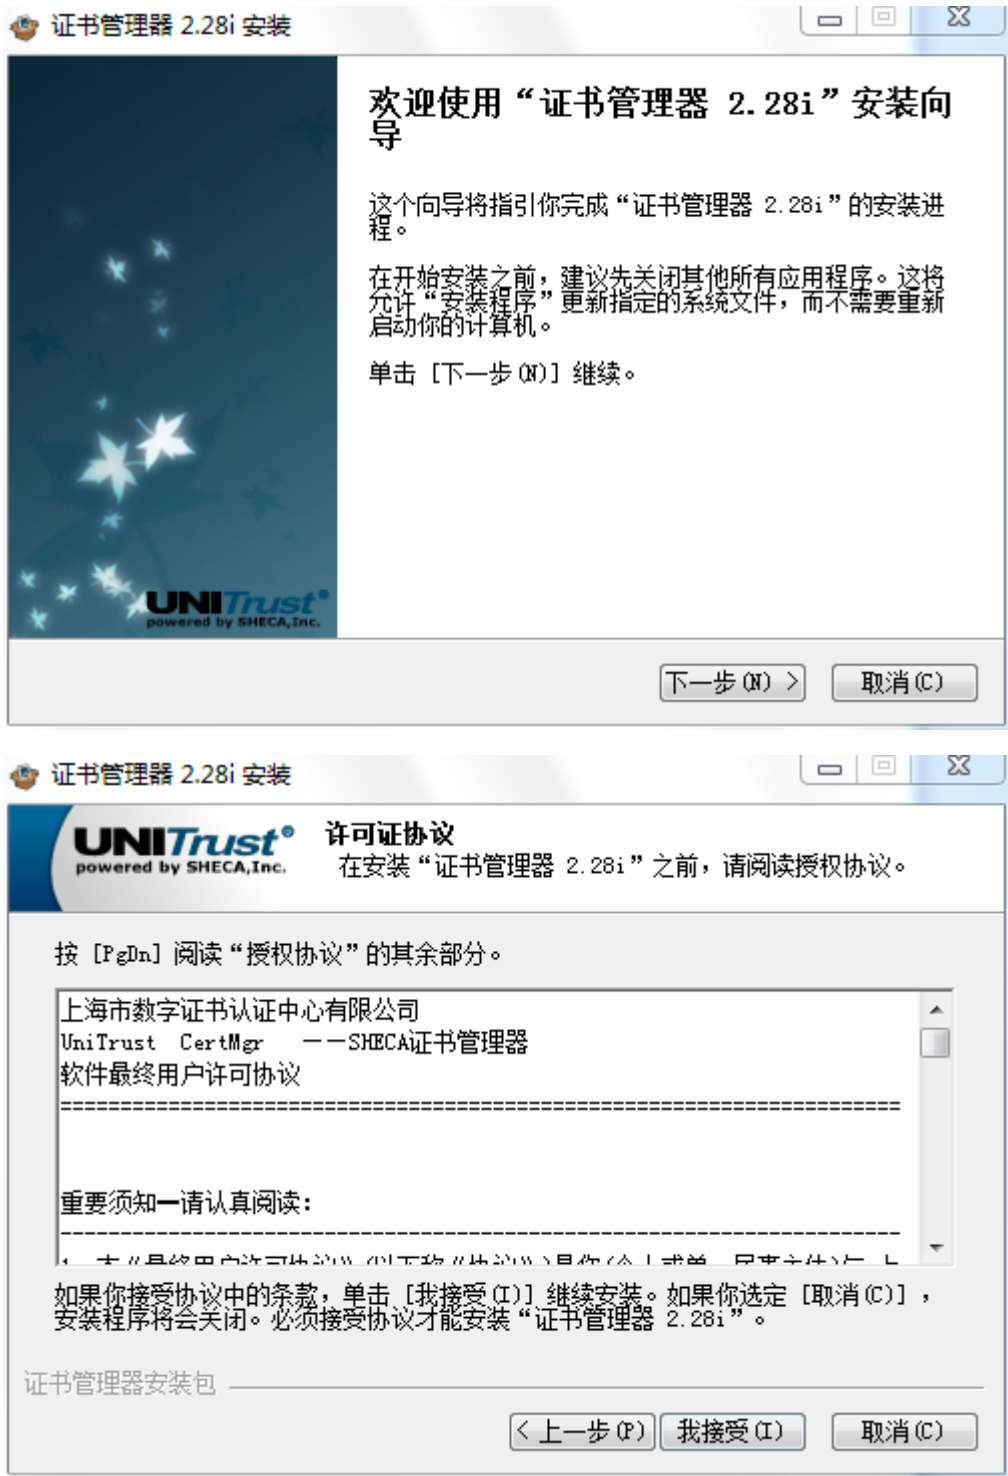 证书管理器 2.28i 安装
欢迎使用“证书管理器 2.28i”安装向
导
这个向导将指引你完成“证书管理器 2.28i”的安装进
程。
在开始安装之前，建议先关闭其他所有应用程序。这将
允许“安装程序”更新指定的系统文件，而不需要重新
启动你的计算机。
单击 [下一步(N)] 继续。
UNITrust®
powered by SHECA,Inc.
下一步(N) >
取消(C)
证书管理器 2.28i 安装
UNITrust®
powered by SHECA,Inc.
许可证协议
在安装“证书管理器 2.28i”之前，请阅读授权协议。
按 [PgDn] 阅读“授权协议”的其余部分。
上海市数字证书认证中心有限公司
UniTrust CertMgr －－SHECA证书管理器
软件最终用户许可协议
======================================================================
重要须知—请认真阅读：
----------------------------------------------------------------------
如果你接受协议中的条款，单击 [我接受(I)] 继续安装。如果你选定 [取消(C)] ，
安装程序将会关闭。必须接受协议才能安装“证书管理器 2.28i”。
证书管理器安装包
< 上一步(P)
我接受(I)
取消(C)